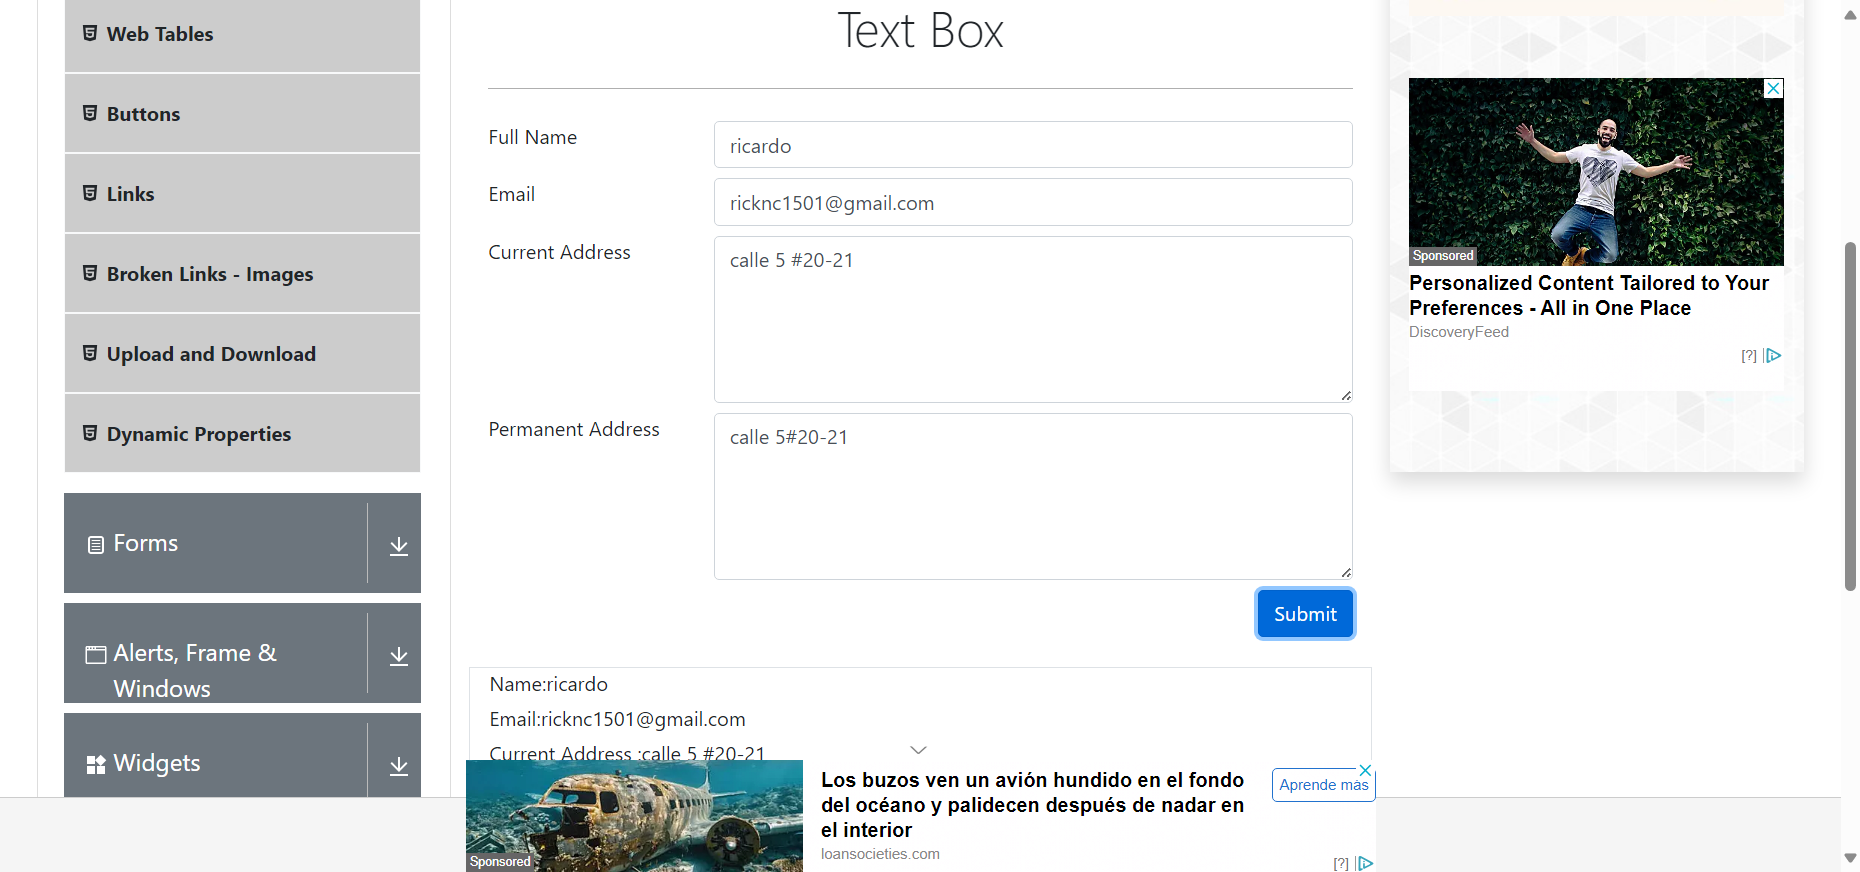 Web Tables
Buttons
Links
Broken Links - Images
Upload and Download
Dynamic Properties
Forms
Alerts, Frame &
Windows
Widgets
Text Box
Full Name
ricardo
Email
ricknc1501@gmail.com
Current Address
calle 5 #20-21
Permanent Address
calle 5#20-21
Submit
Name:ricardo
Email:ricknc1501@gmail.com
Current Address :calle 5 #20-21
Sponsored
Los buzos ven un avión hundido en el fondo
del océano y palidecen después de nadar en
el interior
loansocieties.com
Aprende más
[?]
Sponsored
Personalized Content Tailored to Your
Preferences - All in One Place
DiscoveryFeed
[?]